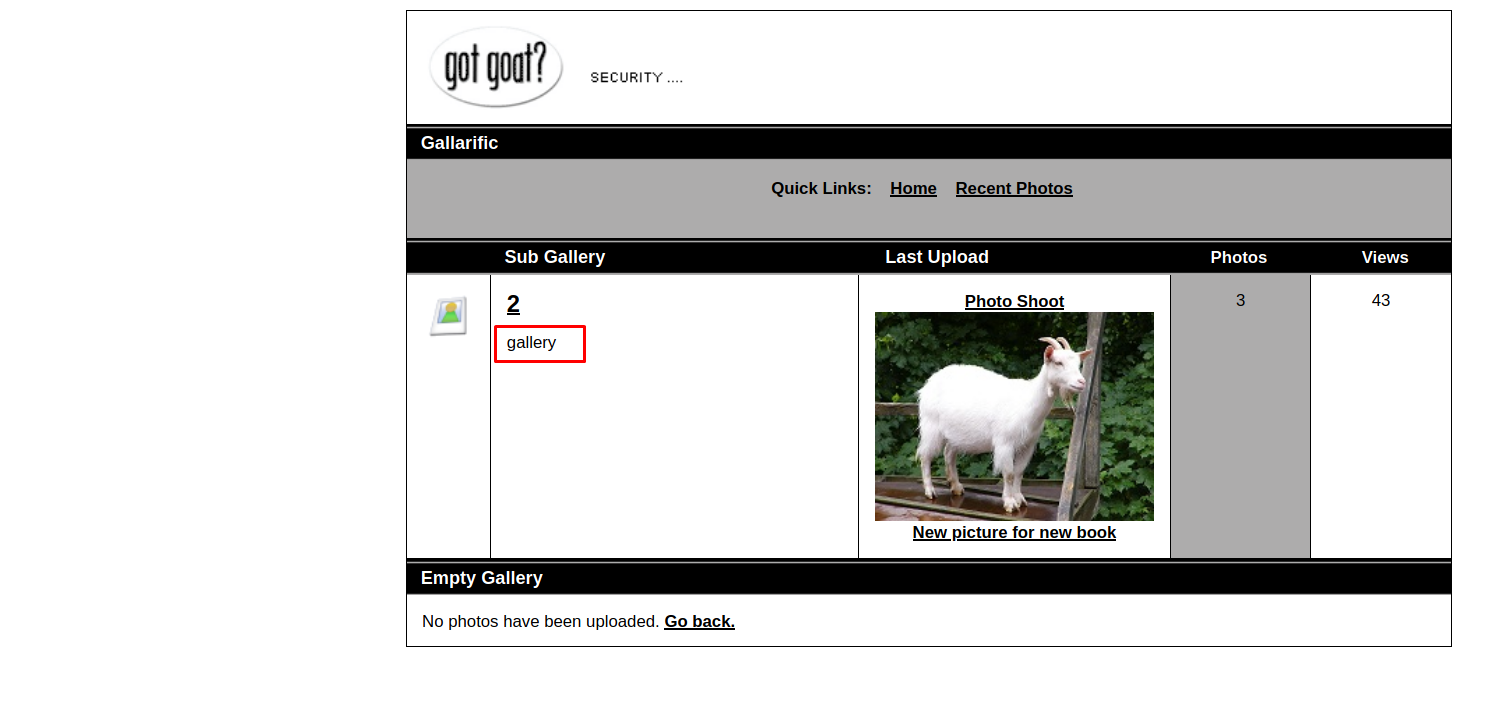 got goat?
SECURITY ....
Gallarific
Quick Links: Home Recent Photos
Sub Gallery Last Upload Photos Views
2 Photo Shoot 3 43
gallery
New picture for new book
Empty Gallery
No photos have been uploaded. Go back.